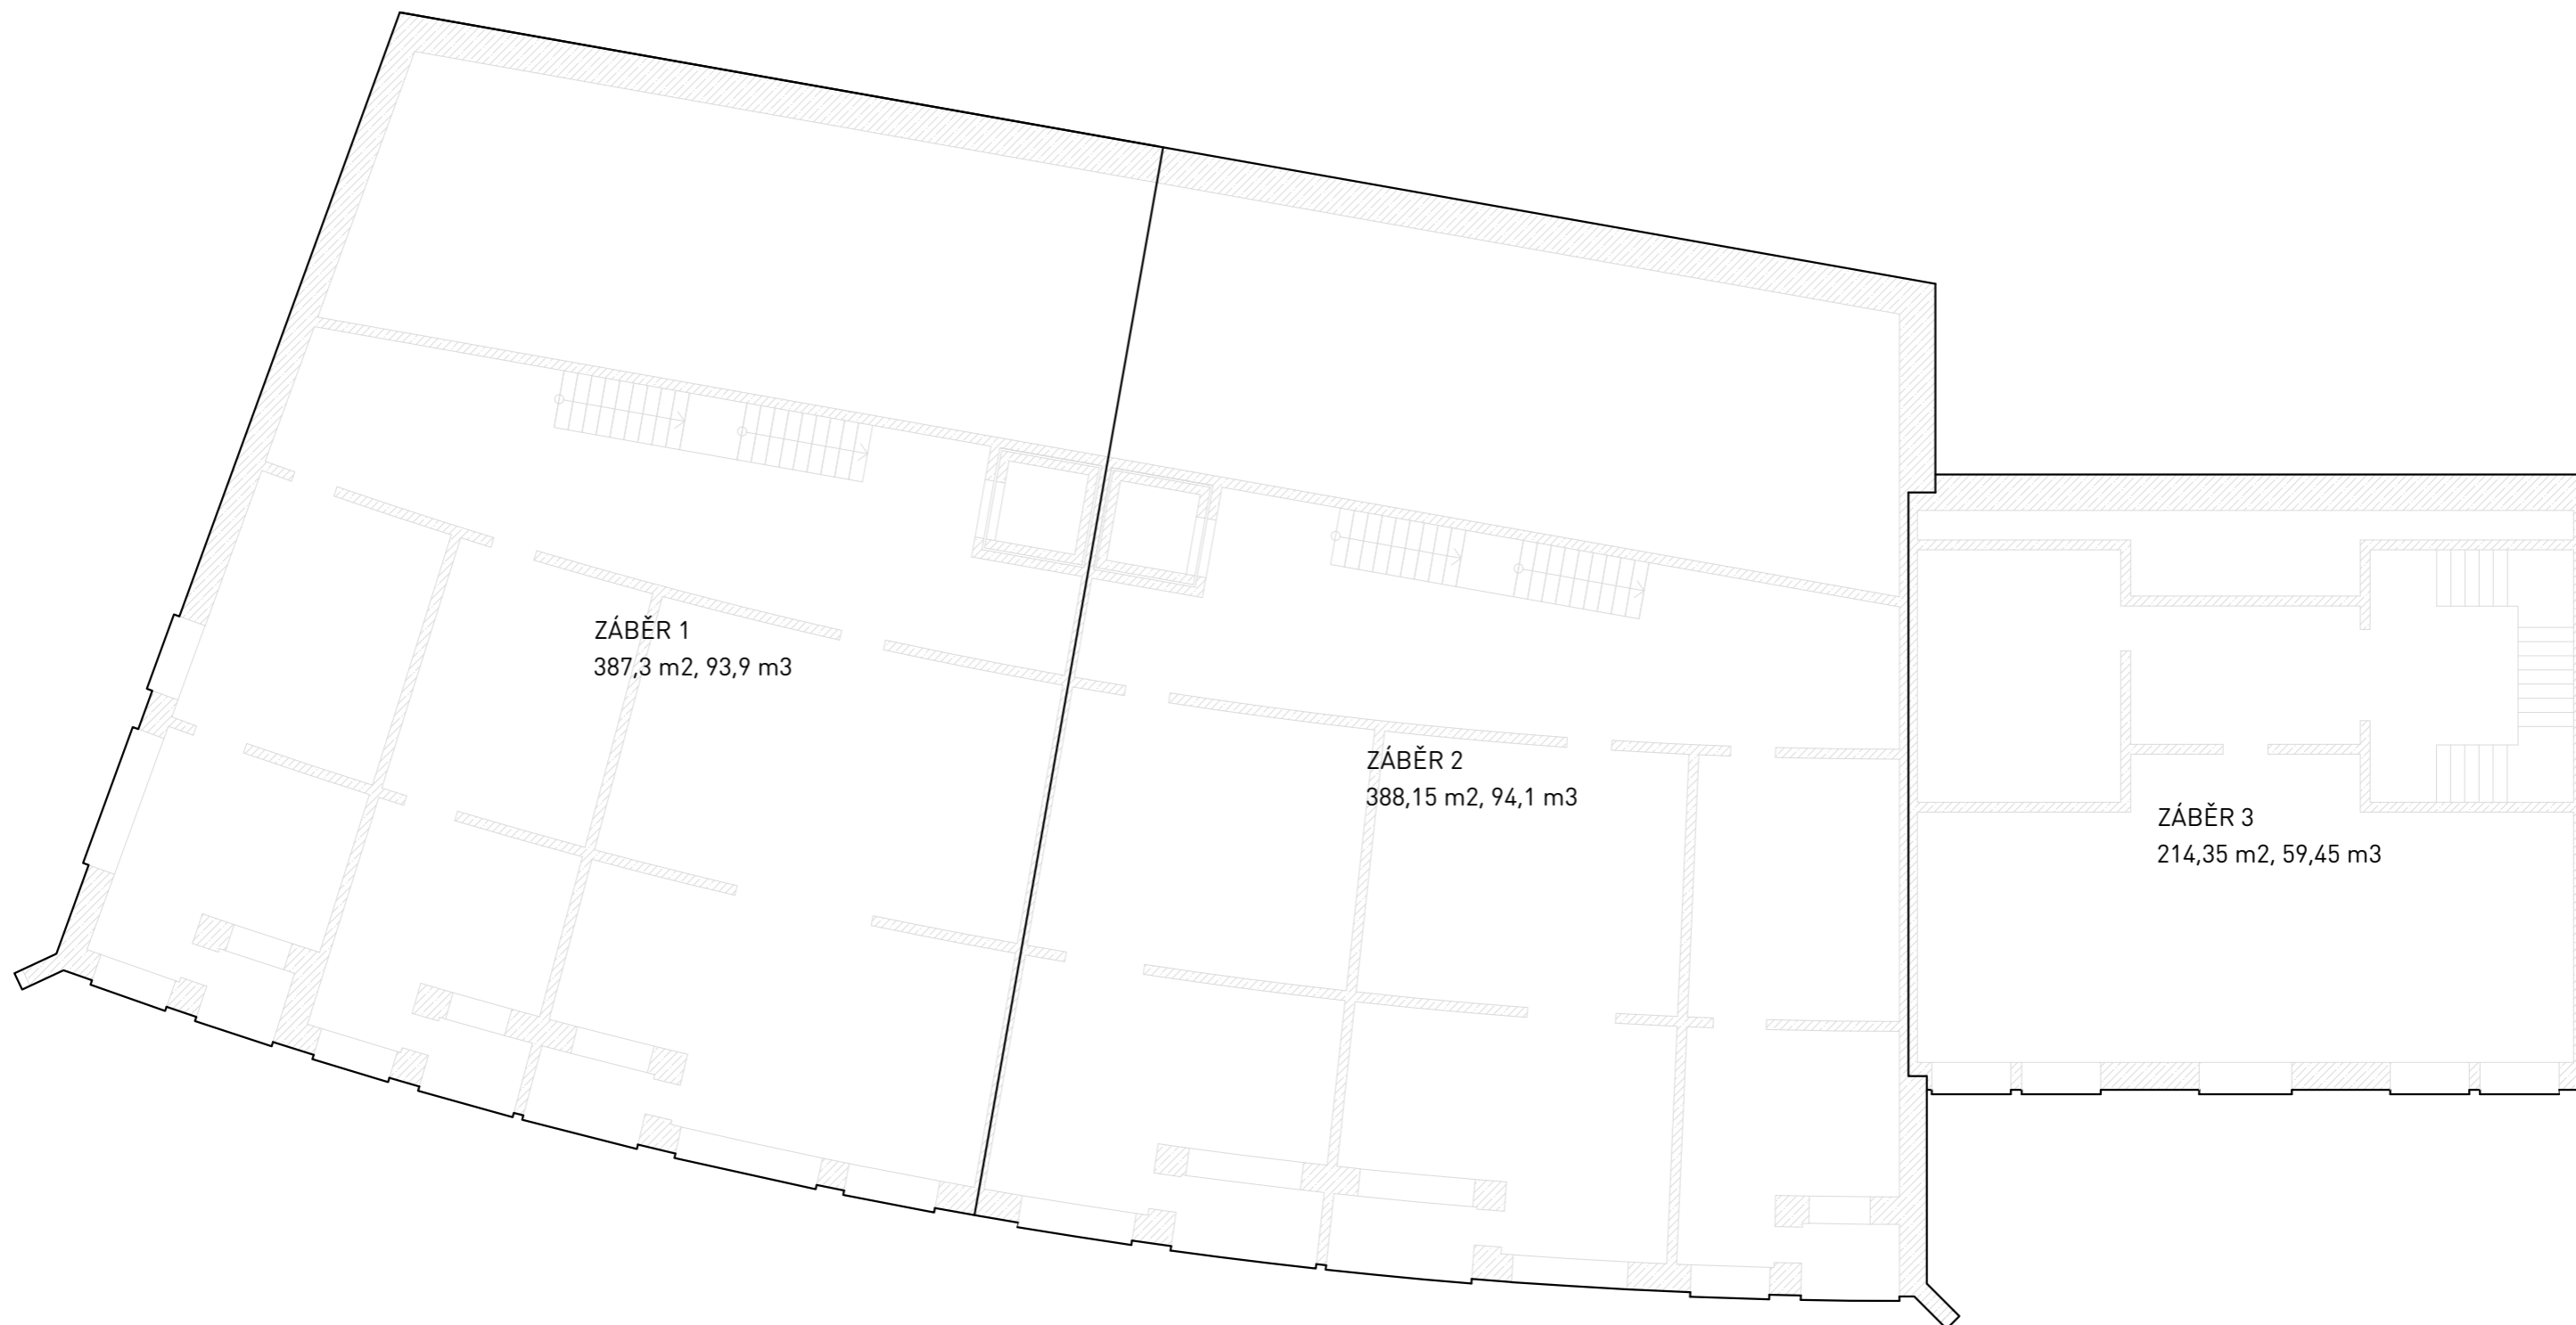 ZÁBĚR 1
387,3 m2, 93,9 m3
ZÁBĚR 2
388,15 m2, 94,1 m3
ZÁBĚR 3
214,35 m2, 59,45 m3